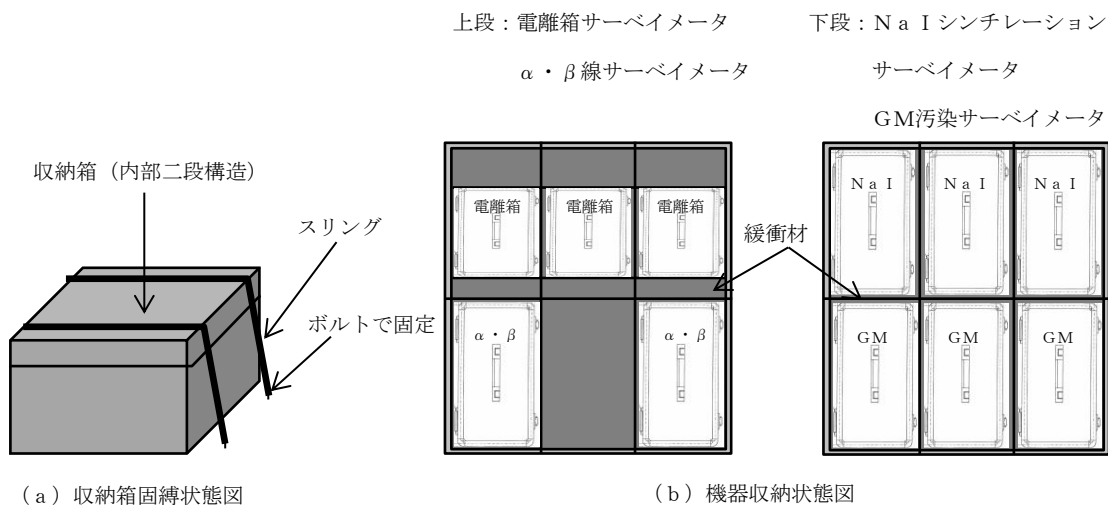 上段：電離箱サーベイメータ
α・β線サーベイメータ
下段：ＮａＩシンチレーション
サーベイメータ
ＧＭ汚染サーベイメータ
収納箱（内部二段構造）
スリング
ボルトで固定
電離箱
電離箱
電離箱
α・β
α・β
緩衝材
ＮａＩ
ＮａＩ
ＮａＩ
ＧＭ
ＧＭ
ＧＭ
（ａ）収納箱固縛状態図
（ｂ）機器収納状態図